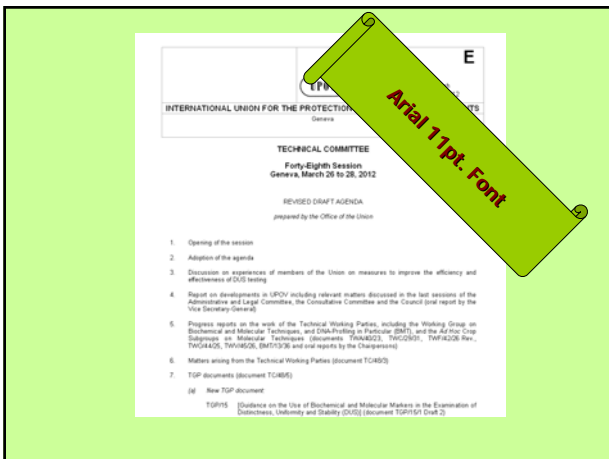 E
UPO
12
INTERNATIONAL UNION FOR THE PROTECTION
TS
Geneva
Arial 11pt. Font
TECHNICAL COMMITTEE
Forty-Eighth Session
Geneva, March 26 to 28, 2012
REVISED DRAFT AGENDA
prepared by the Office of the Union
1. Opening of the session
2. Adoption of the agenda
3. Discussion on experiences of members of the Union on measures to improve the efficiency and
effectiveness of DUS testing
4. Report on developments in UPOV including relevant matters discussed in the last sessions of the
Administrative and Legal Committee, the Consultative Committee and the Council (oral report by the
Vice Secretary-General)
5. Progress reports on the work of the Technical Working Parties, including the Working Group on
Biochemical and Molecular Techniques, and DNA-Profiling in Particular (BMT), and the Ad Hoc Crop
Subgroups on Molecular Techniques (documents TWA/40/23, TWC/29/31, TWF/42/26 Rev.,
TWO/44/25, TWV/45/26, BMT/13/36 and oral reports by the Chairpersons)
6. Matters arising from the Technical Working Parties (document TC/48/3)
7. TGP documents (document TC/48/5)
(a) New TGP document
TGP/15 [Guidance on the Use of Biochemical and Molecular Markers in the Examination of
Distinctness, Uniformity and Stability (DUS)] (document TGP/15/1 Draft 2)